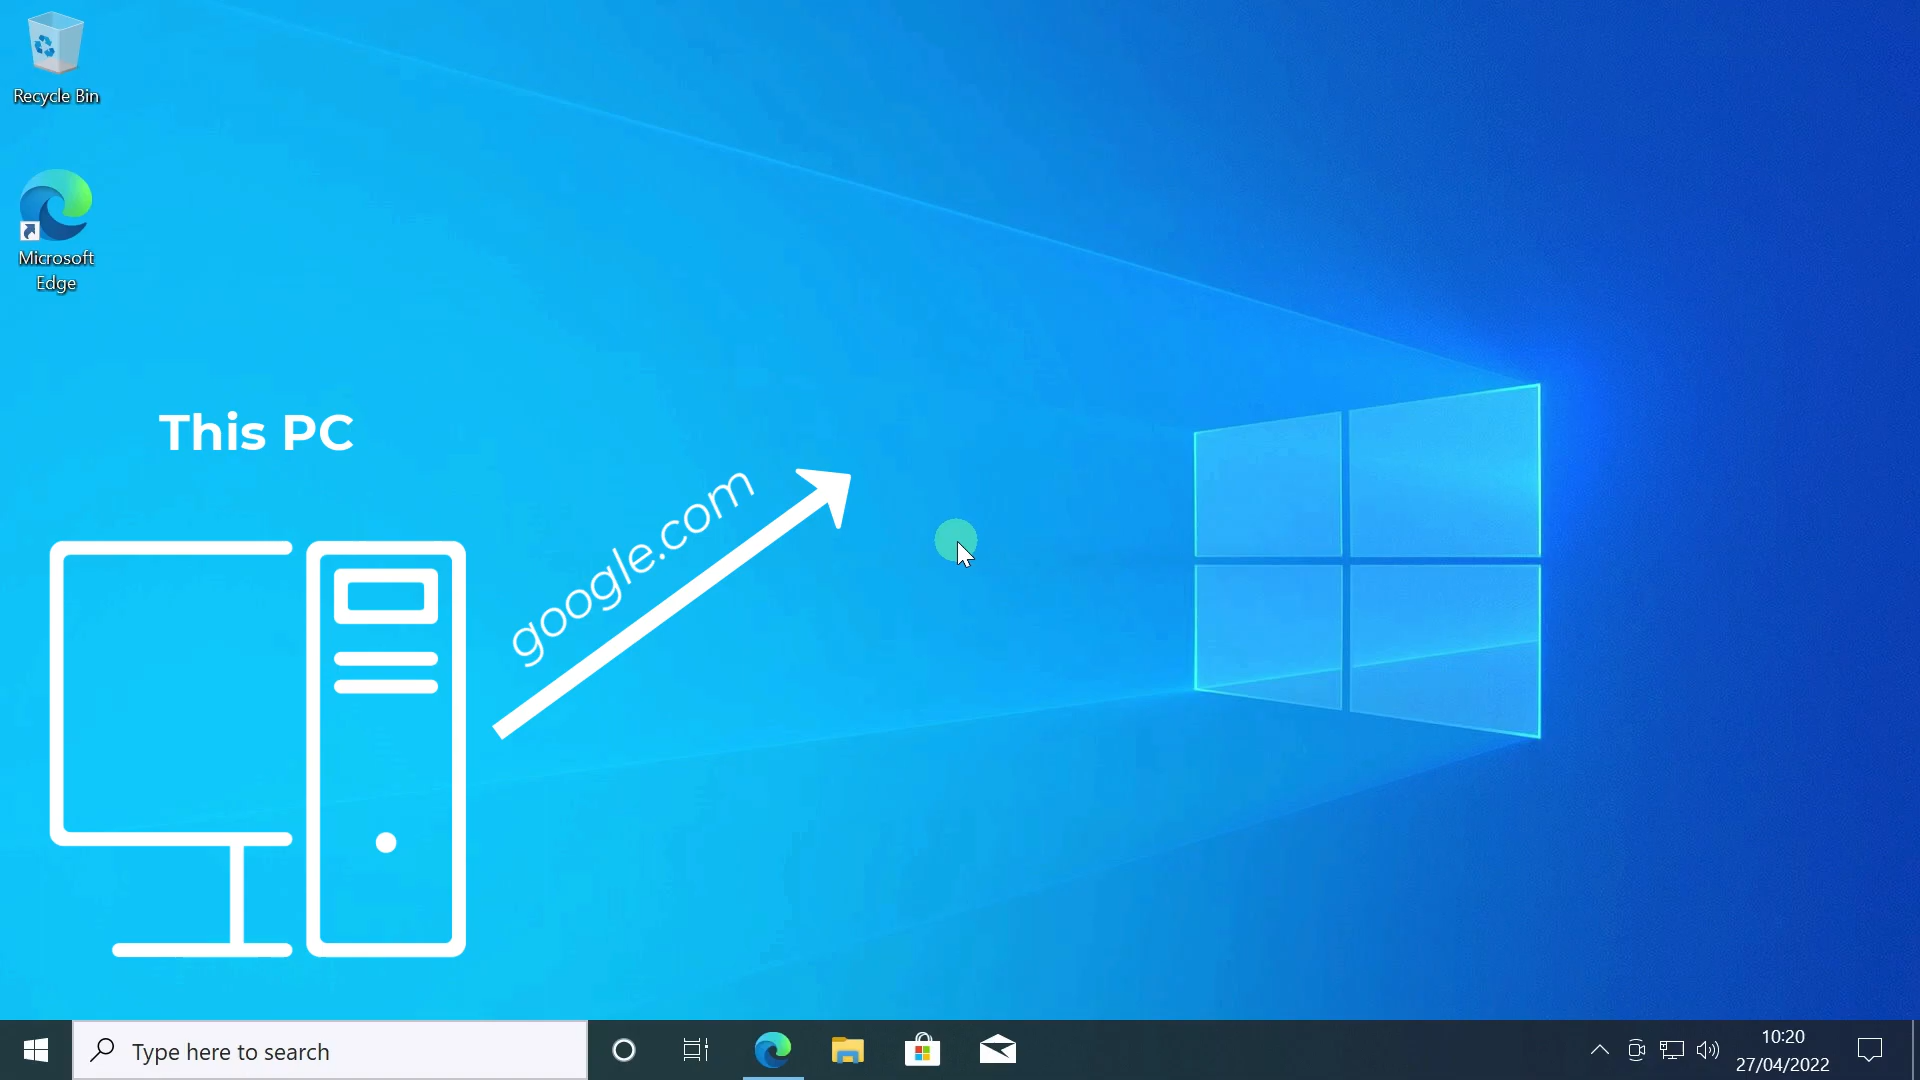 Recycle Bin
Microsoft
Edge
This PC
google.com
Type here to search
10:20
27/04/2022